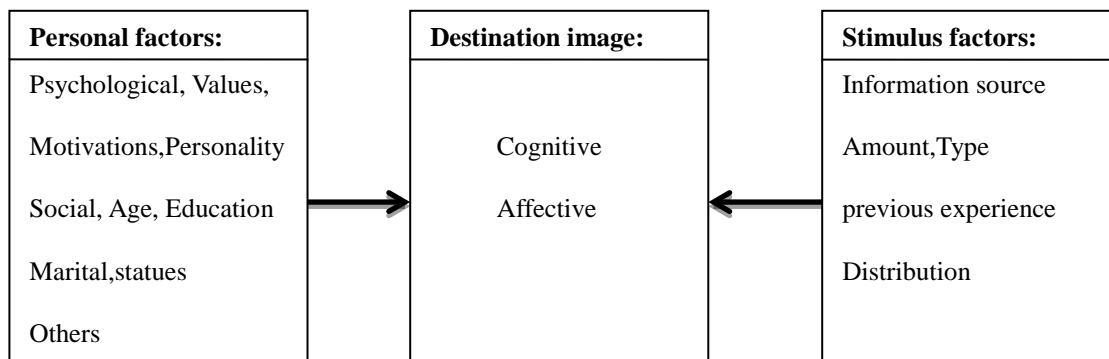 Personal factors:
Psychological, Values,
Motivations,Personality
Social, Age, Education
Marital,statues
Others
Destination image:
Cognitive
Affective
Stimulus factors:
Information source
Amount,Type
previous experience
Distribution